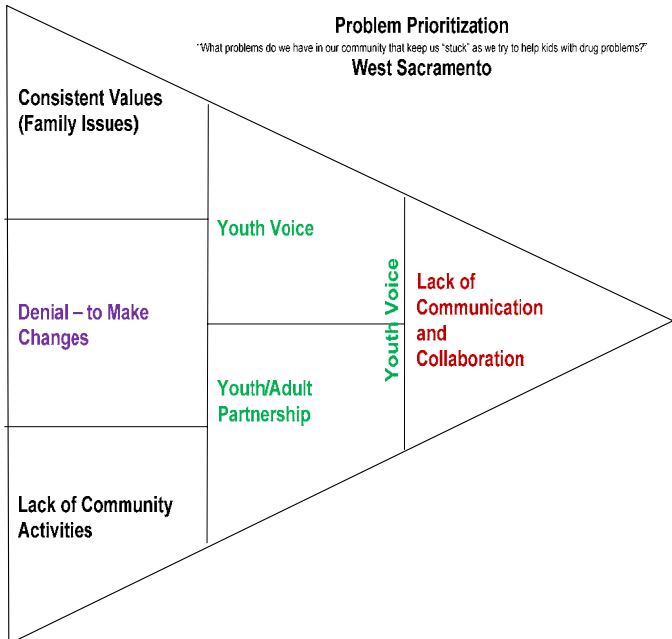 Problem Prioritization
"What problems do we have in our community that keep us "stuck" as we try to help kids with drug problems?"
West Sacramento
Consistent Values
(Family Issues)
Denial – to Make
Changes
Lack of Community
Activities
Youth Voice
Youth/Adult
Partnership
Youth Voice
Lack of
Communication
and
Collaboration